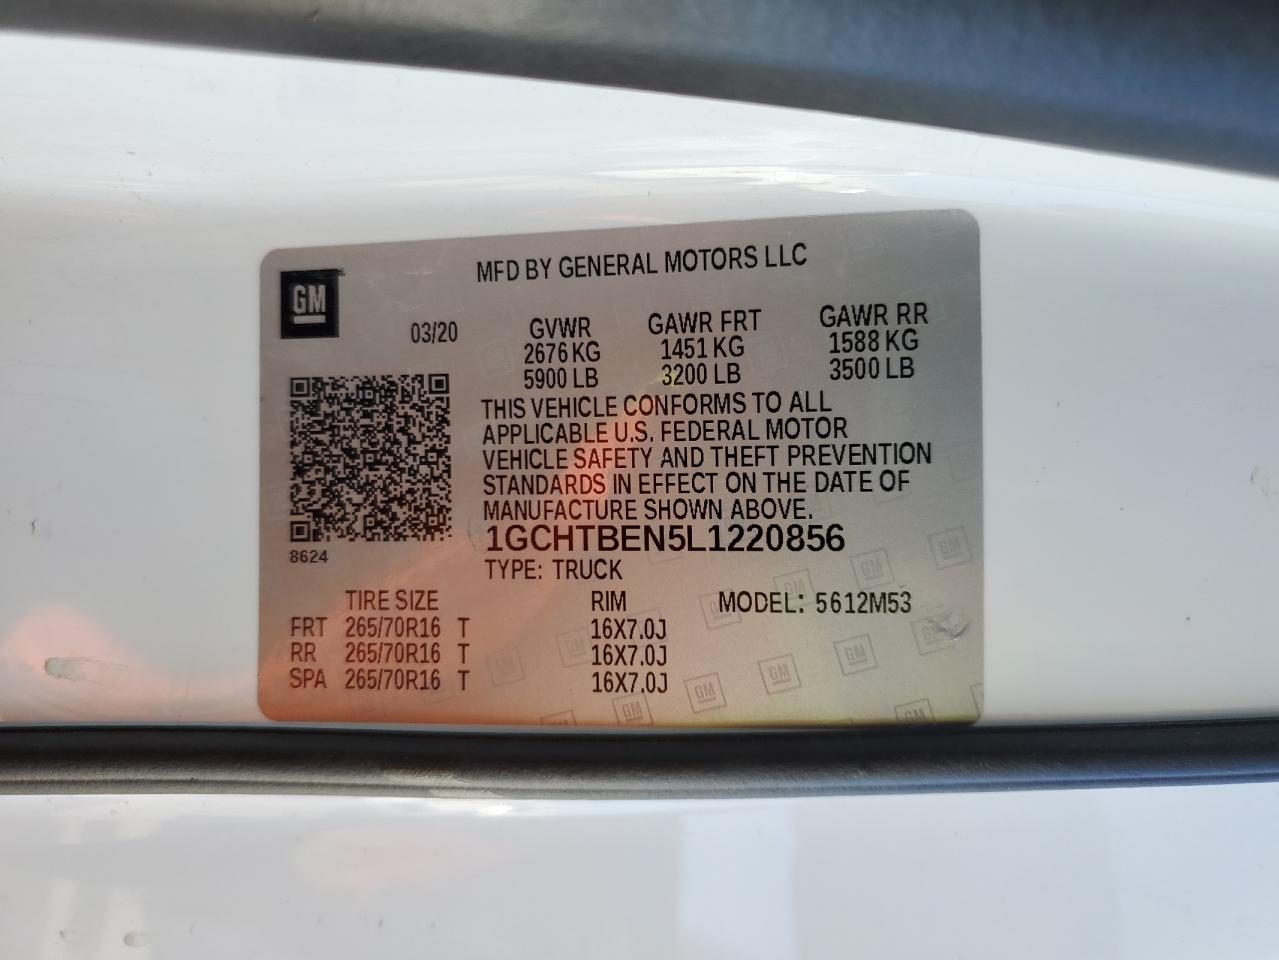 MFD BY GENERAL MOTORS LLC
GM
03/20
GVWR GAWR FRT GAWR RR
2676 KG 1451 KG 1588 KG
5900 LB 3200 LB 3500 LB
THIS VEHICLE CONFORMS TO ALL
APPLICABLE U.S. FEDERAL MOTOR
VEHICLE SAFETY AND THEFT PREVENTION
STANDARDS IN EFFECT ON THE DATE OF
MANUFACTURE SHOWN ABOVE.
1GCHTBEN5L1220856
8624
TYPE: TRUCK
TIRE SIZE RIM MODEL: 5612M53
FRT 265/70R16 T 16X7.0J
RR 265/70R16 T 16X7.0J
SPA 265/70R16 T 16X7.0J